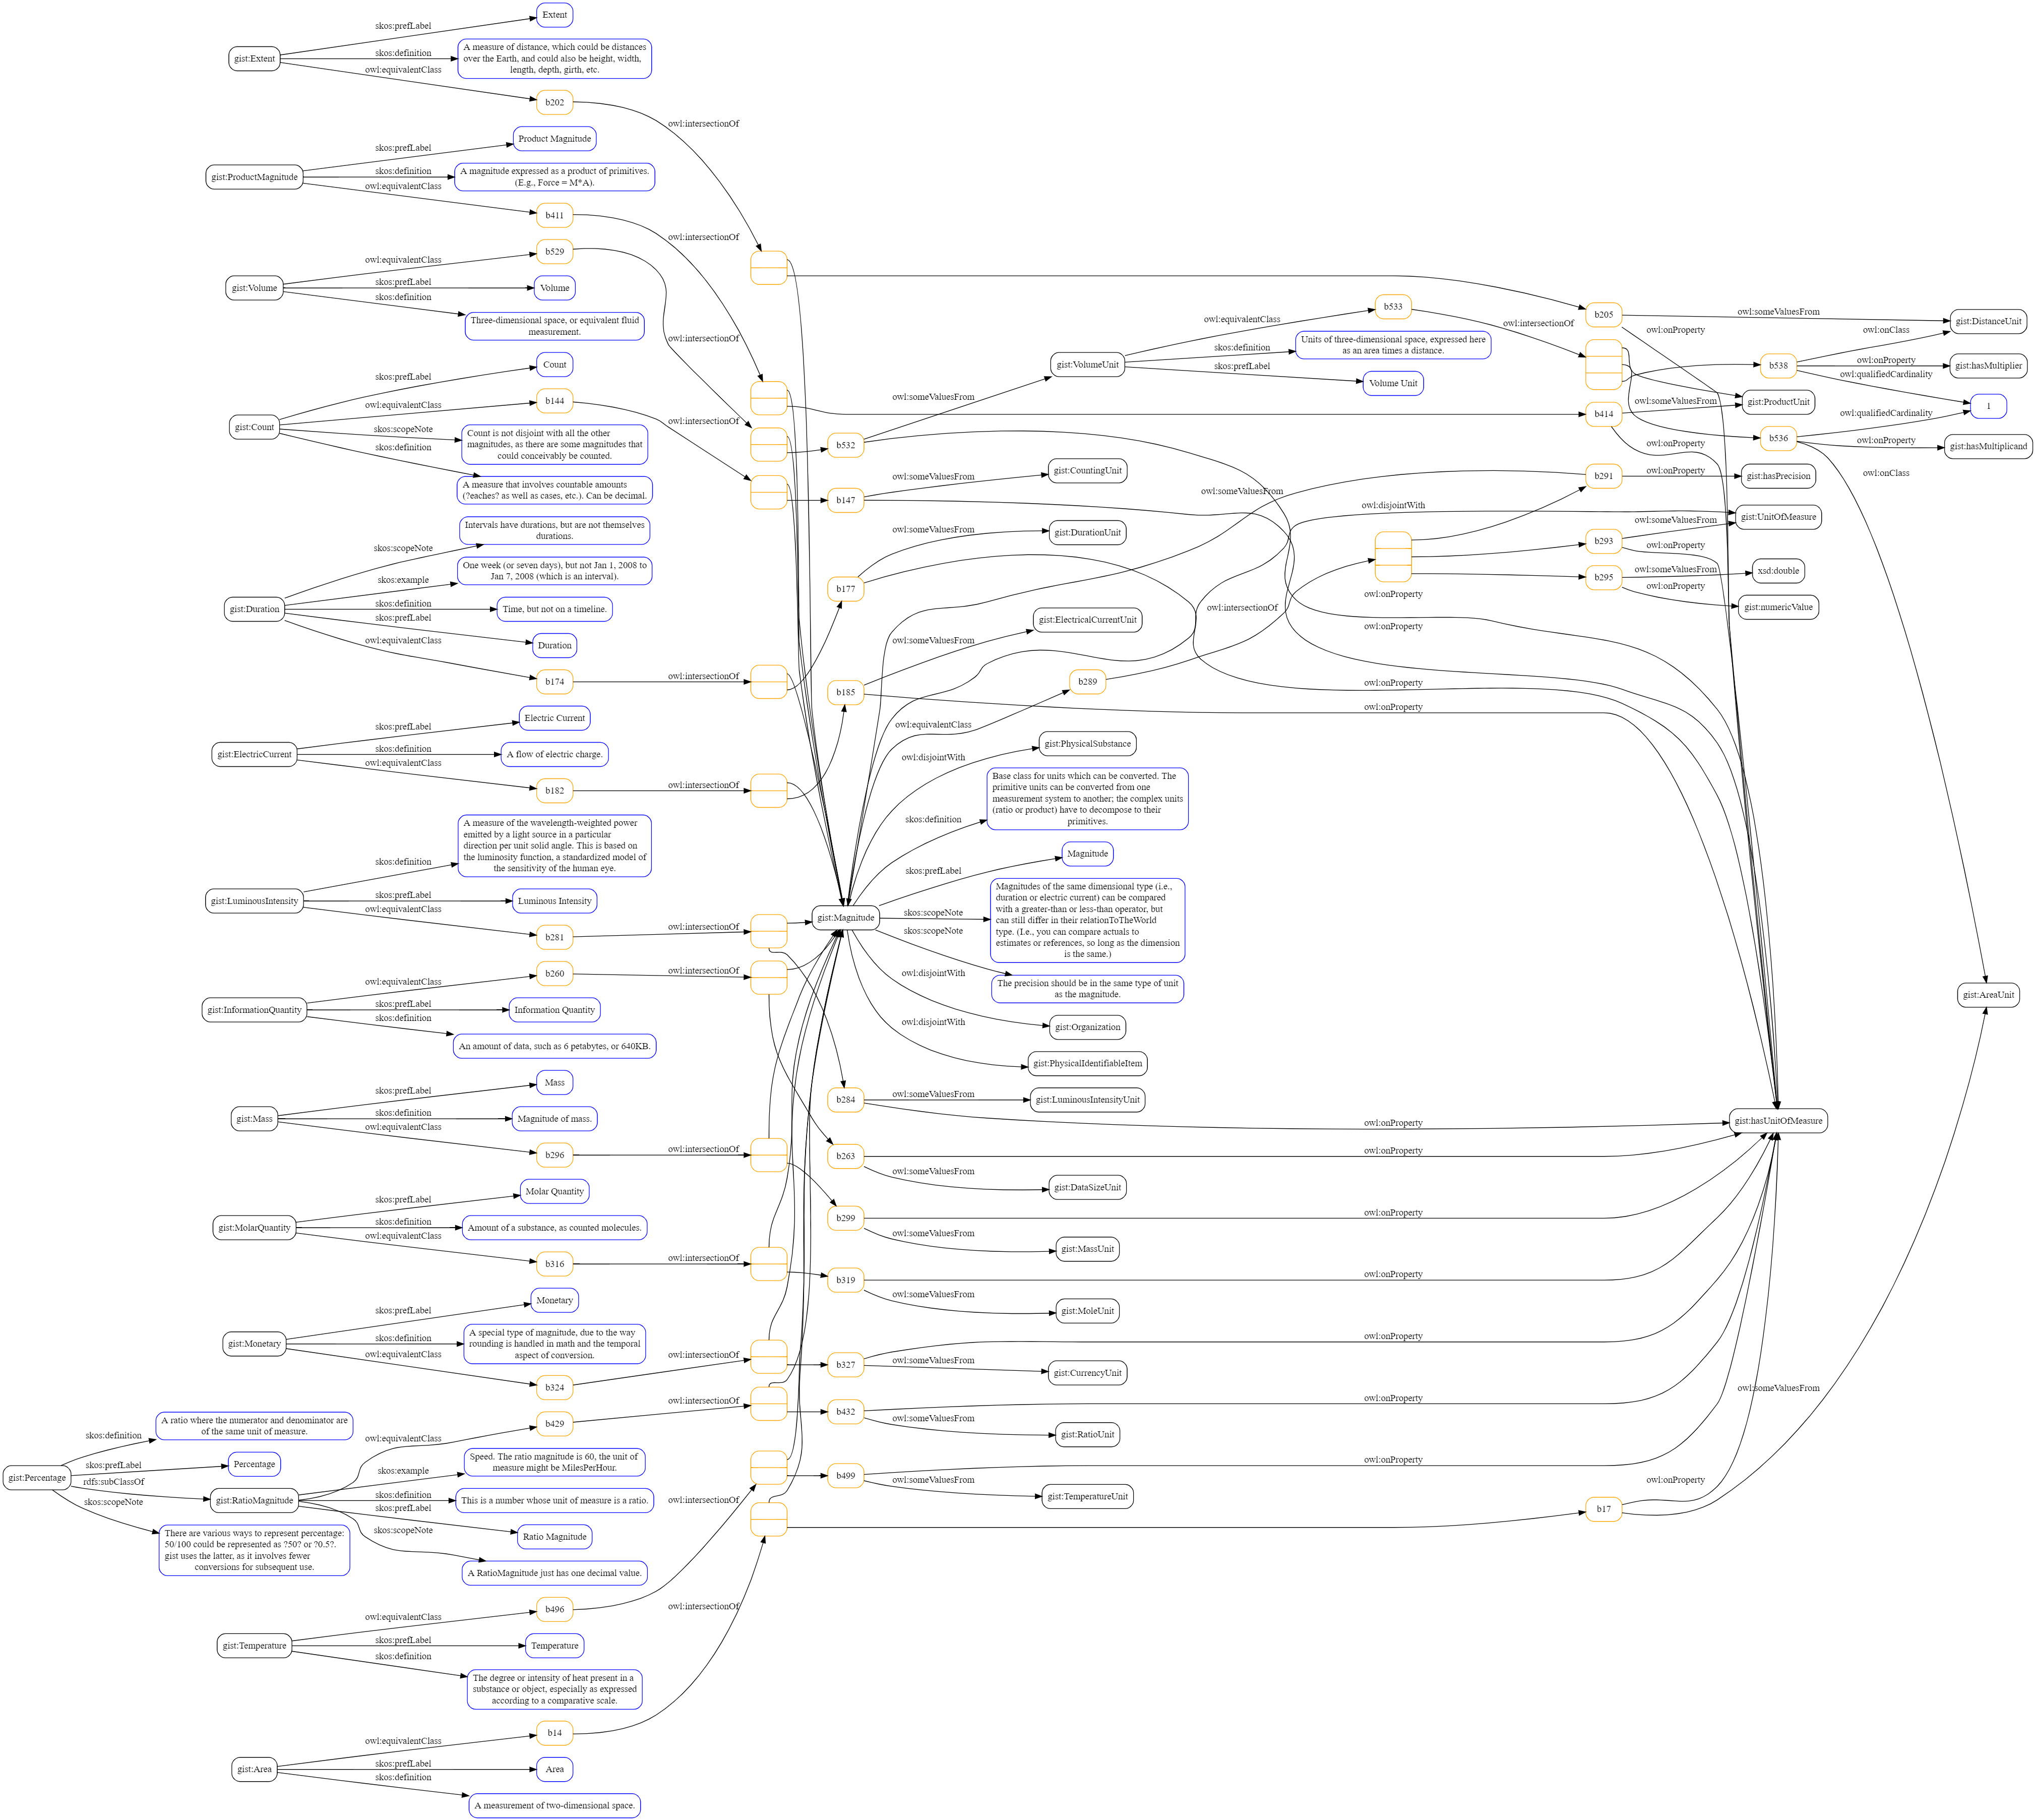 skos:prefLabel
Extent
gist:Extent
skos:definition
A measure of distance, which could be distances
over the Earth, and could also be height, width,
length, depth, girth, etc.
owl:equivalentClass
b202
owl:intersectionOf
gist:ProductMagnitude
skos:prefLabel
Product Magnitude
skos:definition
A magnitude expressed as a product of primitives.
(E.g., Force = M*A).
owl:equivalentClass
b411
owl:intersectionOf
gist:Volume
owl:equivalentClass
b529
skos:prefLabel
Volume
skos:definition
Three-dimensional space, or equivalent fluid
measurement.
owl:intersectionOf
gist:Count
skos:prefLabel
Count
owl:equivalentClass
b144
skos:scopeNote
Count is not disjoint with all the other
magnitudes, as there are some magnitudes that
could conceivably be counted.
skos:definition
A measure that involves countable amounts
(?eaches? as well as cases, etc.). Can be decimal.
owl:intersectionOf
gist:Duration
skos:scopeNote
Intervals have durations, but are not themselves
durations.
skos:example
One week (or seven days), but not Jan 1, 2008 to
Jan 7, 2008 (which is an interval).
skos:definition
Time, but not on a timeline.
skos:prefLabel
Duration
owl:equivalentClass
b174
owl:intersectionOf
gist:ElectricCurrent
skos:prefLabel
Electric Current
skos:definition
A flow of electric charge.
owl:equivalentClass
b182
owl:intersectionOf
gist:LuminousIntensity
skos:definition
A measure of the wavelength-weighted power
emitted by a light source in a particular
direction per unit solid angle. This is based on
the luminosity function, a standardized model of
the sensitivity of the human eye.
skos:prefLabel
Luminous Intensity
owl:equivalentClass
b281
owl:intersectionOf
gist:InformationQuantity
owl:equivalentClass
b260
owl:intersectionOf
skos:prefLabel
Information Quantity
skos:definition
An amount of data, such as 6 petabytes, or 640KB.
gist:Mass
skos:prefLabel
Mass
skos:definition
Magnitude of mass.
owl:equivalentClass
b296
owl:intersectionOf
gist:MolarQuantity
skos:prefLabel
Molar Quantity
skos:definition
Amount of a substance, as counted molecules.
owl:equivalentClass
b316
owl:intersectionOf
gist:Monetary
skos:prefLabel
Monetary
skos:definition
A special type of magnitude, due to the way
rounding is handled in math and the temporal
aspect of conversion.
owl:equivalentClass
b324
owl:intersectionOf
gist:Percentage
skos:definition
A ratio where the numerator and denominator are
of the same unit of measure.
skos:prefLabel
Percentage
rdfs:subClassOf
skos:scopeNote
There are various ways to represent percentage:
50/100 could be represented as ?50? or ?0.5?.
gist uses the latter, as it involves fewer
conversions for subsequent use.
gist:RatioMagnitude
owl:equivalentClass
b429
owl:intersectionOf
skos:example
Speed. The ratio magnitude is 60, the unit of
measure might be MilesPerHour.
skos:definition
This is a number whose unit of measure is a ratio.
skos:prefLabel
Ratio Magnitude
skos:scopeNote
A RatioMagnitude just has one decimal value.
gist:Temperature
owl:equivalentClass
b496
owl:intersectionOf
skos:prefLabel
Temperature
skos:definition
The degree or intensity of heat present in a
substance or object, especially as expressed
according to a comparative scale.
gist:Area
owl:equivalentClass
b14
owl:intersectionOf
skos:prefLabel
Area
skos:definition
A measurement of two-dimensional space.
b532
owl:someValuesFrom
gist:VolumeUnit
owl:equivalentClass
b533
owl:intersectionOf
skos:definition
Units of three-dimensional space, expressed here
as an area times a distance.
skos:prefLabel
Volume Unit
b147
owl:someValuesFrom
gist:CountingUnit
b177
owl:someValuesFrom
gist:DurationUnit
b185
owl:someValuesFrom
gist:ElectricalCurrentUnit
owl:onProperty
owl:onProperty
owl:onProperty
owl:onProperty
gist:Magnitude
owl:equivalentClass
b289
owl:intersectionOf
owl:disjointWith
gist:PhysicalSubstance
skos:definition
Base class for units which can be converted. The
primitive units can be converted from one
measurement system to another; the complex units
(ratio or product) have to decompose to their
primitives.
skos:prefLabel
Magnitude
skos:scopeNote
Magnitudes of the same dimensional type (i.e.,
duration or electric current) can be compared
with a greater-than or less-than operator, but
can still differ in their relationToTheWorld
type. (I.e., you can compare actuals to
estimates or references, so long as the dimension
is the same.)
skos:scopeNote
The precision should be in the same type of unit
as the magnitude.
owl:disjointWith
gist:Organization
owl:disjointWith
gist:PhysicalIdentifiableItem
b284
owl:someValuesFrom
gist:LuminousIntensityUnit
owl:onProperty
b263
owl:onProperty
owl:someValuesFrom
gist:DataSizeUnit
b299
owl:onProperty
owl:someValuesFrom
gist:MassUnit
b319
owl:onProperty
owl:someValuesFrom
gist:MoleUnit
b327
owl:onProperty
owl:someValuesFrom
gist:CurrencyUnit
b432
owl:onProperty
owl:someValuesFrom
gist:RatioUnit
b499
owl:onProperty
owl:someValuesFrom
gist:TemperatureUnit
b17
owl:onProperty
owl:someValuesFrom
b205
owl:someValuesFrom
owl:onProperty
gist:DistanceUnit
b538
owl:onClass
owl:onProperty
gist:hasMultiplier
owl:qualifiedCardinality
1
b414
owl:someValuesFrom
gist:ProductUnit
owl:onProperty
b536
owl:qualifiedCardinality
owl:onProperty
gist:hasMultiplicand
owl:onClass
b291
owl:someValuesFrom
owl:onProperty
gist:hasPrecision
owl:disjointWith
gist:UnitOfMeasure
b293
owl:someValuesFrom
owl:onProperty
b295
owl:someValuesFrom
xsd:double
owl:onProperty
gist:numericValue
gist:AreaUnit
gist:hasUnitOfMeasure